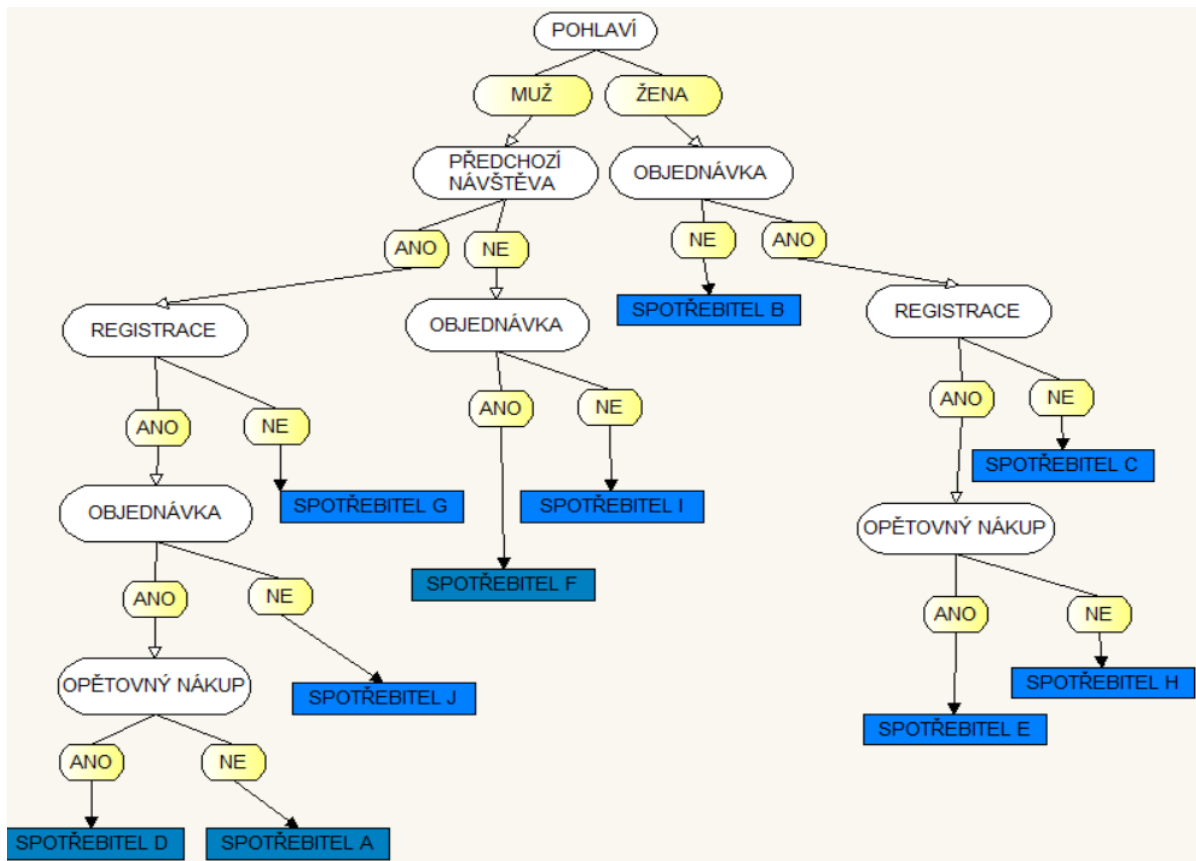 POHLAVÍ
MUŽ
ŽENA
PŘEDCHOZÍ
NÁVŠTĚVA
OBJEDNÁVKA
ANO
NE
NE
ANO
REGISTRACE
OBJEDNÁVKA
SPOTŘEBITEL B
REGISTRACE
ANO
NE
ANO
NE
ANO
NE
SPOTŘEBITEL C
OBJEDNÁVKA
SPOTŘEBITEL G
SPOTŘEBITEL I
OPĚTOVNÝ NÁKUP
SPOTŘEBITEL F
ANO
NE
ANO
NE
OPĚTOVNÝ NÁKUP
SPOTŘEBITEL J
SPOTŘEBITEL H
SPOTŘEBITEL E
ANO
NE
SPOTŘEBITEL D
SPOTŘEBITEL A